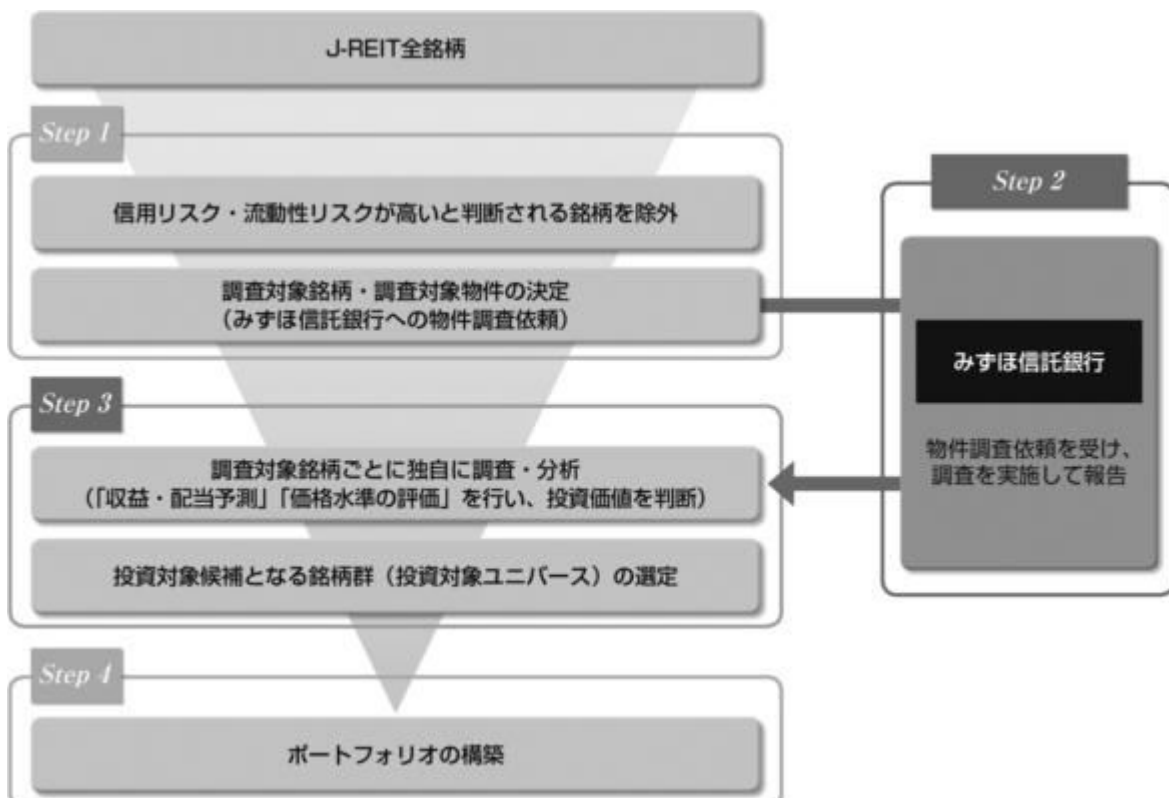 J-REIT全銘柄
Step 1
信用リスク・流動性リスクが高いと判断される銘柄を除外
調査対象銘柄・調査対象物件の決定
(みずほ信託銀行への物件調査依頼)
Step 2
みずほ信託銀行
物件調査依頼を受け、
調査を実施して報告
Step 3
調査対象銘柄ごとに独自に調査・分析
(「収益・配当予測」「価格水準の評価」を行い、投資価値を判断)
投資対象候補となる銘柄群(投資対象ユニバース)の選定
Step 4
ポートフォリオの構築